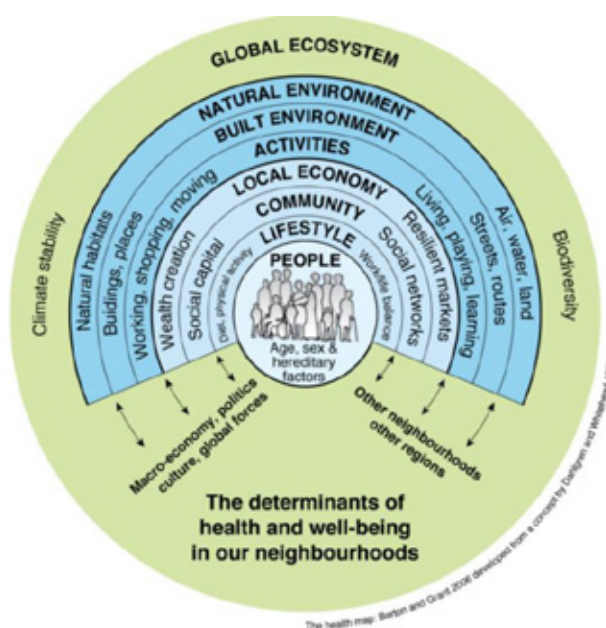 GLOBAL ECOSYSTEM
NATURAL ENVIRONMENT
BUILT ENVIRONMENT
ACTIVITIES
LOCAL ECONOMY
COMMUNITY
LIFESTYLE
PEOPLE
Age, sex &
hereditary
factors
Climate stability
Natural habitats
Buidings, places
Working, shopping, moving
Wealth creation
Social capital
Diet, physical activity
Work/life balance
Social networks
Resilient markets
Living, playing, learning
Streets, routes
Air, water, land
Biodiversity
Macro-economy, politics
culture, global forces
Other neighbourhoods
other regions
The determinants of
health and well-being
in our neighbourhoods
The health map: Barton and Grant 2006 developed from a concept by Dahlgren and